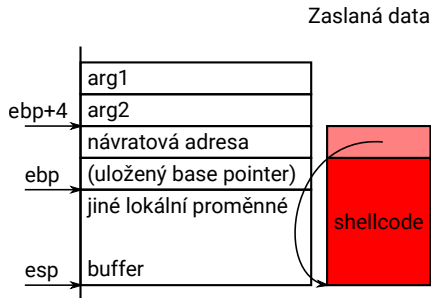 Zaslaná data
arg1
ebp+4
arg2
návratová adresa
ebp
(uložený base pointer)
jiné lokální proměnné
shellcode
esp
buffer